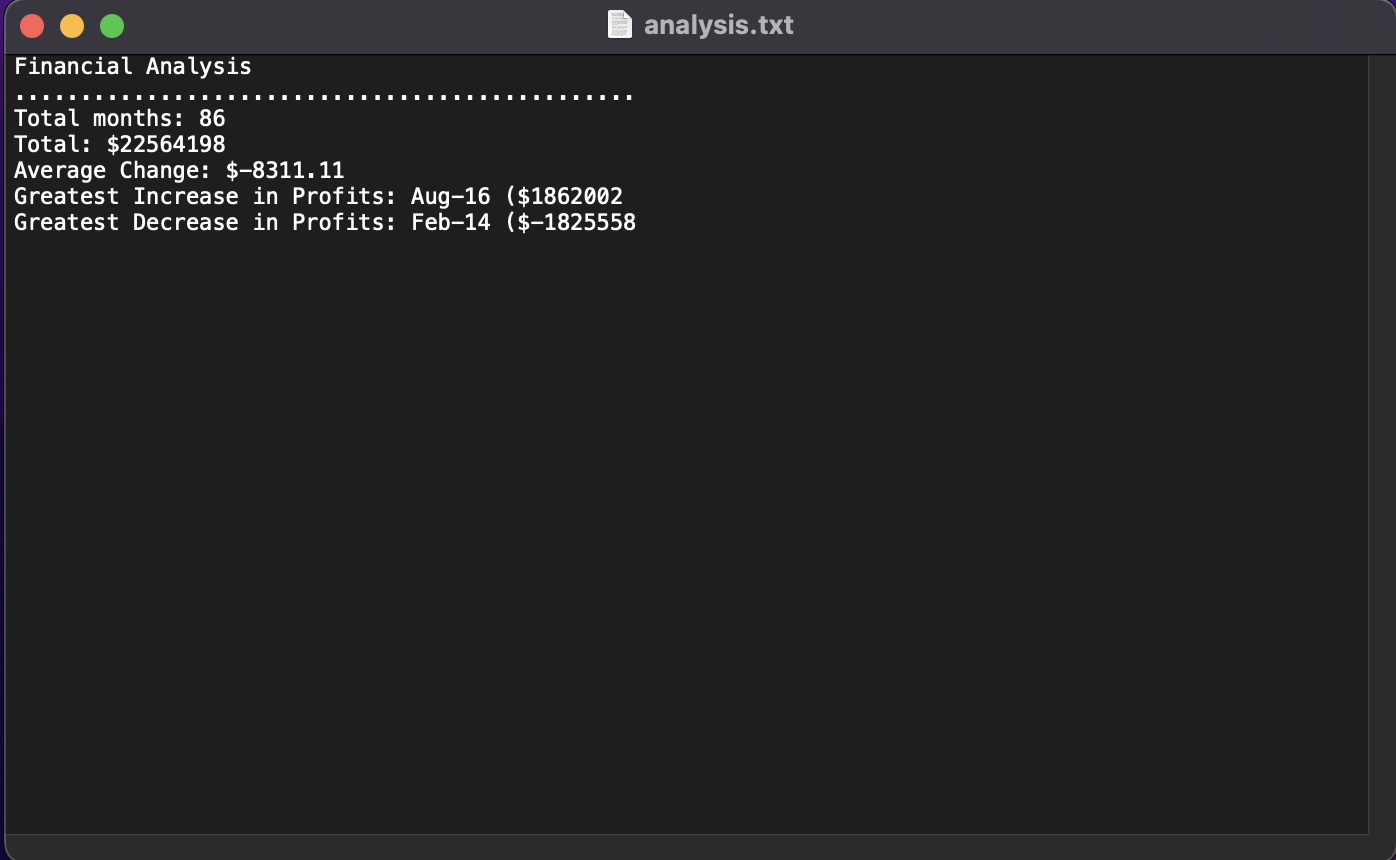 analysis.txt
Financial Analysis
...............................................
Total months: 86
Total: $22564198
Average Change: $-8311.11
Greatest Increase in Profits: Aug-16 ($1862002
Greatest Decrease in Profits: Feb-14 ($-1825558